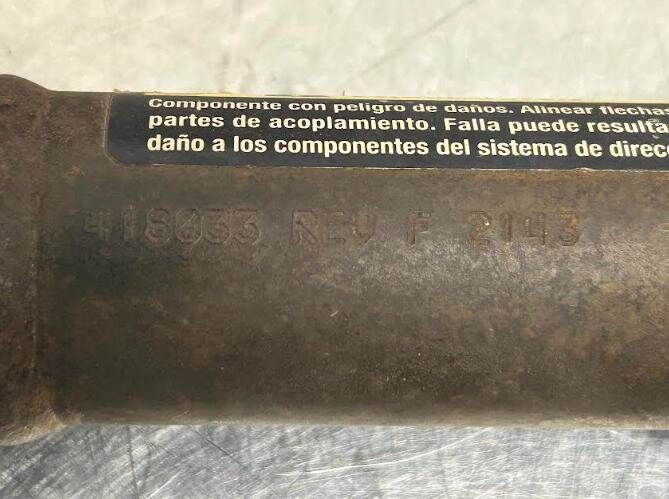 Componente con peligro de daños. Alinear flechas
partes de acoplamiento. Falla puede resulta
daño a los componentes del sistema de direc
418033 REV F 2143